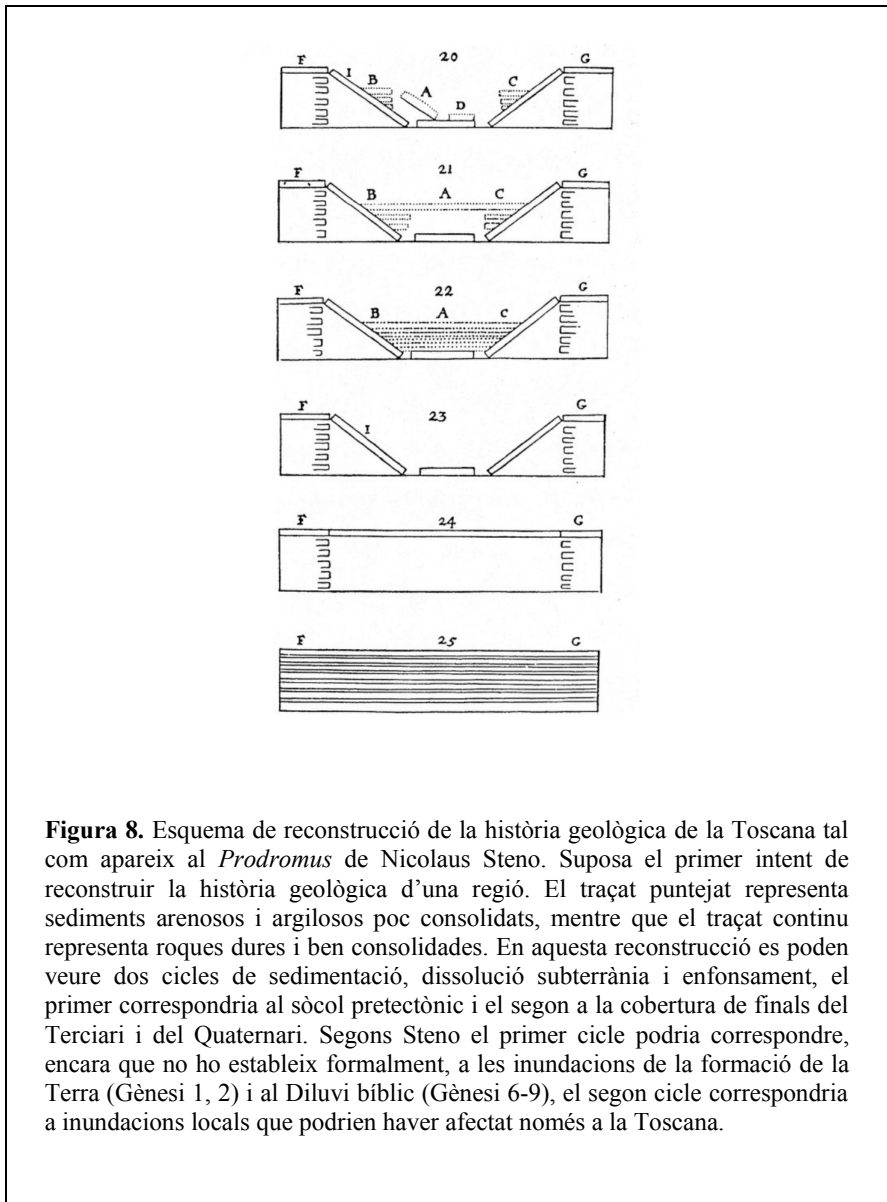 F 20 G
I B A D C
F 21 G
B A C
F 22 G
B A C
F 23 G
I
F 24 G
F 25 G
Figura 8. Esquema de reconstrucció de la història geològica de la Toscana tal
com apareix al Prodromus de Nicolaus Steno. Suposa el primer intent de
reconstruir la història geològica d’una regió. El traçat puntejat representa
sediments arenosos i argilosos poc consolidats, mentre que el traçat continu
representa roques dures i ben consolidades. En aquesta reconstrucció es poden
veure dos cicles de sedimentació, dissolució subterrània i enfonsament, el
primer correspondria al sòcol pretectònic i el segon a la cobertura de finals del
Terciari i del Quaternari. Segons Steno el primer cicle podria correspondre,
encara que no ho estableix formalment, a les inundacions de la formació de la
Terra (Gènesi 1, 2) i al Diluvi bíblic (Gènesi 6-9), el segon cicle correspondria
a inundacions locals que podrien haver afectat només a la Toscana.